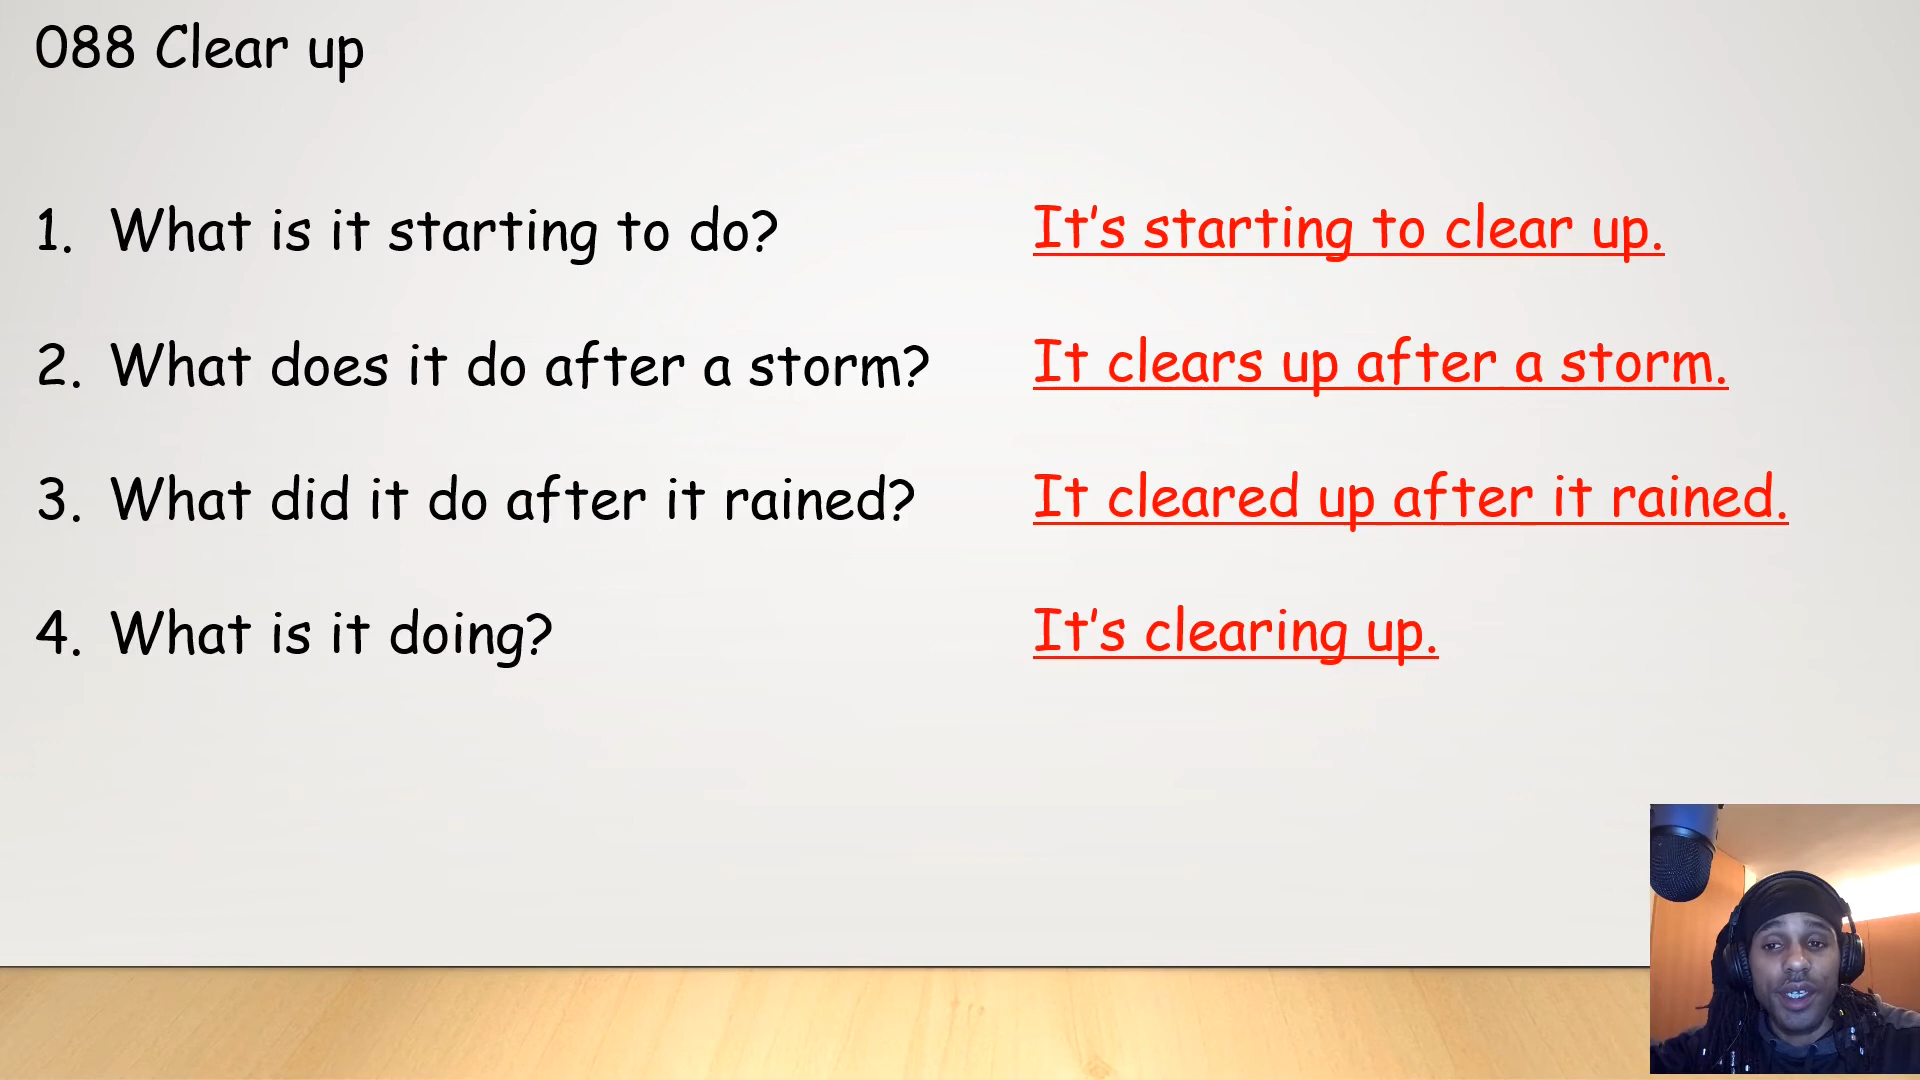 088 Clear up
1. What is it starting to do? It’s starting to clear up.
2. What does it do after a storm? It clears up after a storm.
3. What did it do after it rained? It cleared up after it rained.
4. What is it doing? It’s clearing up.